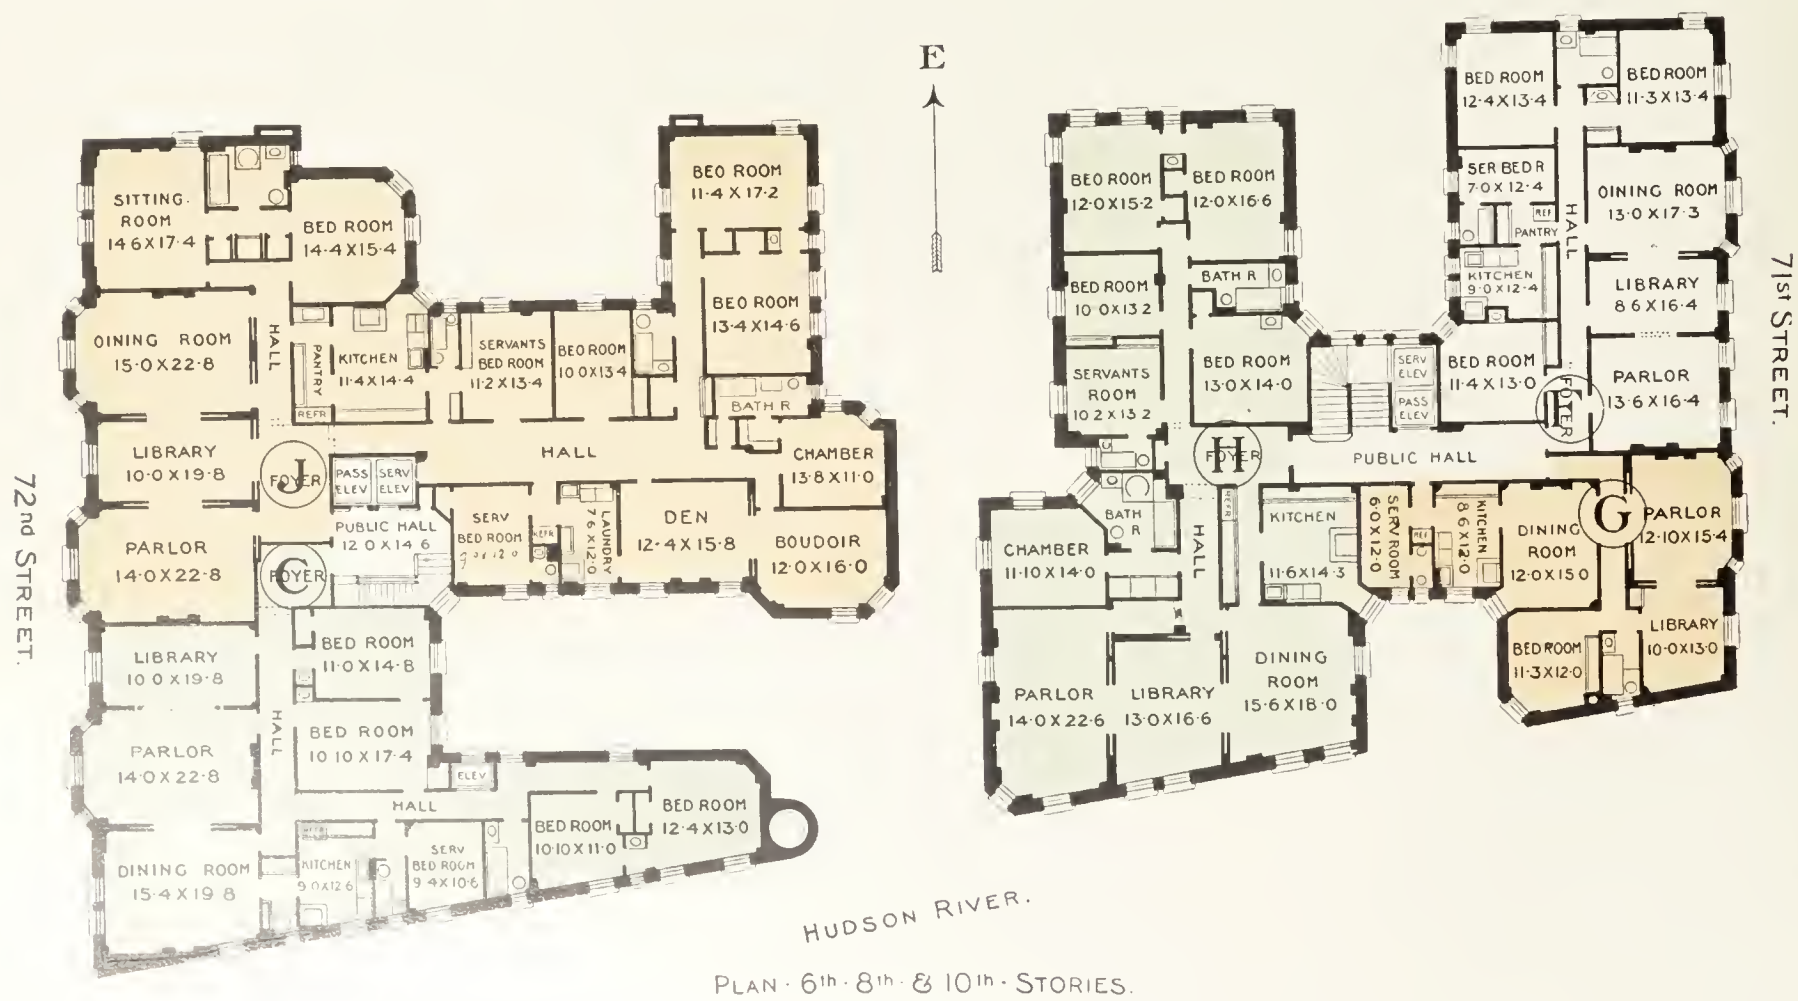 E
SITTING.
ROOM
14·6 X 17·4
BED ROOM
14·4 X 15·4
DINING ROOM
15·0 X 22·8
HALL
PANTRY
REFR
KITCHEN
11·4 X 14·4
SERVANTS
BED ROOM
11·2 X 13·4
BED ROOM
10·0 X 13·4
BED ROOM
11·4 X 17·2
BED ROOM
13·4 X 14·6
BATH R
CHAMBER
13·8 X 11·0
HALL
LIBRARY
10·0 X 19·8
J
FOYER
PASS
ELEV
SERV
ELEV
PARLOR
14·0 X 22·8
PUBLIC HALL
12·0 X 14·6
SERV
BED ROOM
REFR
LAUNDRY
7·6 X 12·0
DEN
12·4 X 15·8
BOUDOIR
12·0 X 16·0
C
FOYER
LIBRARY
10·0 X 19·8
BED ROOM
11·0 X 14·8
PARLOR
14·0 X 22·8
HALL
BED ROOM
10·10 X 17·4
ELEV
HALL
DINING ROOM
15·4 X 19·8
REFR
KITCHEN
9·0 X 12·6
SERV
BED ROOM
9·4 X 10·6
BED ROOM
10·10 X 11·0
BED ROOM
12·4 X 13·0
72nd STREET.
BED ROOM
12·0 X 15·2
BED ROOM
12·0 X 16·6
BED ROOM
10·0 X 13·2
BATH R
SERVANTS
ROOM
10·2 X 13·2
BED ROOM
13·0 X 14·0
H
FOYER
SERV
ELEV
PASS
ELEV
PUBLIC HALL
BATH
R
HALL
REFR
CHAMBER
11·10 X 14·0
KITCHEN
11·6 X 14·3
PARLOR
14·0 X 22·6
LIBRARY
13·0 X 16·6
DINING
ROOM
15·6 X 18·0
BED ROOM
12·4 X 13·4
BED ROOM
11·3 X 13·4
SER BED R
7·0 X 12·4
REF
PANTRY
HALL
DINING ROOM
13·0 X 17·3
KITCHEN
9·0 X 12·4
LIBRARY
8·6 X 16·4
BED ROOM
11·4 X 13·0
F
FOYER
PARLOR
13·6 X 16·4
SERV ROOM
6·0 X 12·0
REF
KITCHEN
8·6 X 12·0
DINING
ROOM
12·0 X 15·0
G
PARLOR
12·10 X 15·4
BED ROOM
11·3 X 12·0
LIBRARY
10·0 X 13·0
71st STREET.
HUDSON RIVER.
PLAN · 6th · 8th · & 10th · STORIES.